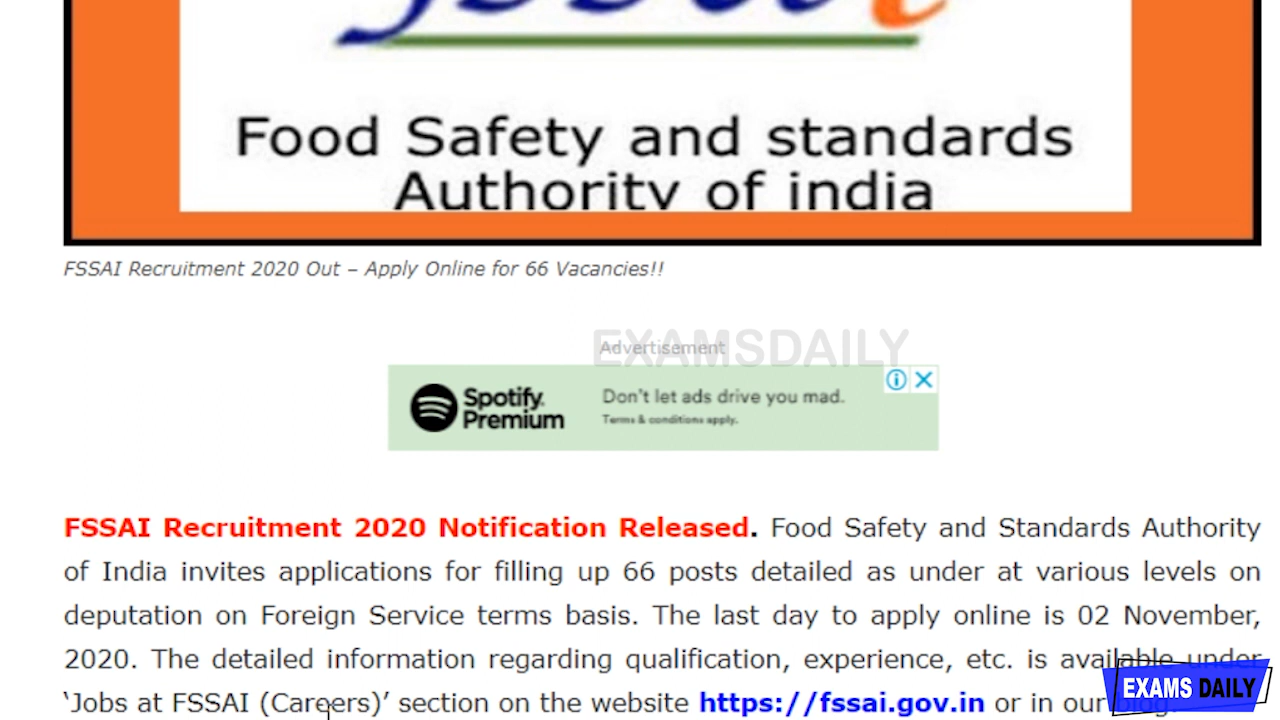 Food Safety and standards
Authority of india
FSSAI Recruitment 2020 Out – Apply Online for 66 Vacancies!!
EXAMSDAILY
Advertisement
Spotify
Premium
Don't let ads drive you mad.
Terms & conditions apply.
FSSAI Recruitment 2020 Notification Released. Food Safety and Standards Authority
of India invites applications for filling up 66 posts detailed as under at various levels on
deputation on Foreign Service terms basis. The last day to apply online is 02 November,
2020. The detailed information regarding qualification, experience, etc. is available under
‘Jobs at FSSAI (Careers)’ section on the website https://fssai.gov.in or in our blog.
EXAMS DAILY